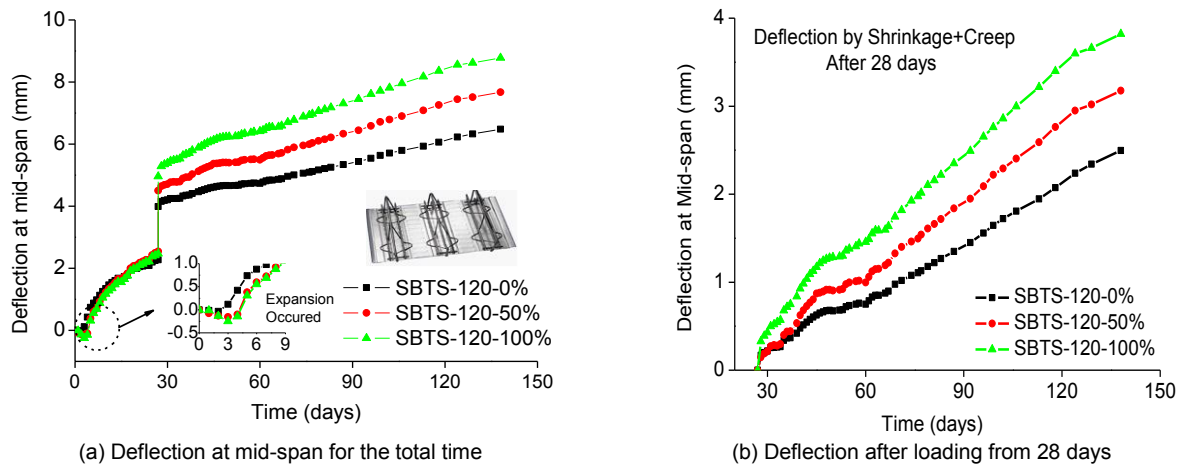 10
8
6
4
2
0
Deflection at mid-span (mm)
1.0
0.5
0.0
-0.5
0 3 6 9
Expansion
Occured
SBTS-120-0%
SBTS-120-50%
SBTS-120-100%
0 30 60 90 120 150
Time (days)
(a) Deflection at mid-span for the total time
4
3
2
1
0
Deflection at Mid-span (mm)
Deflection by Shrinkage+Creep
After 28 days
SBTS-120-0%
SBTS-120-50%
SBTS-120-100%
30 60 90 120 150
Time (days)
(b) Deflection after loading from 28 days